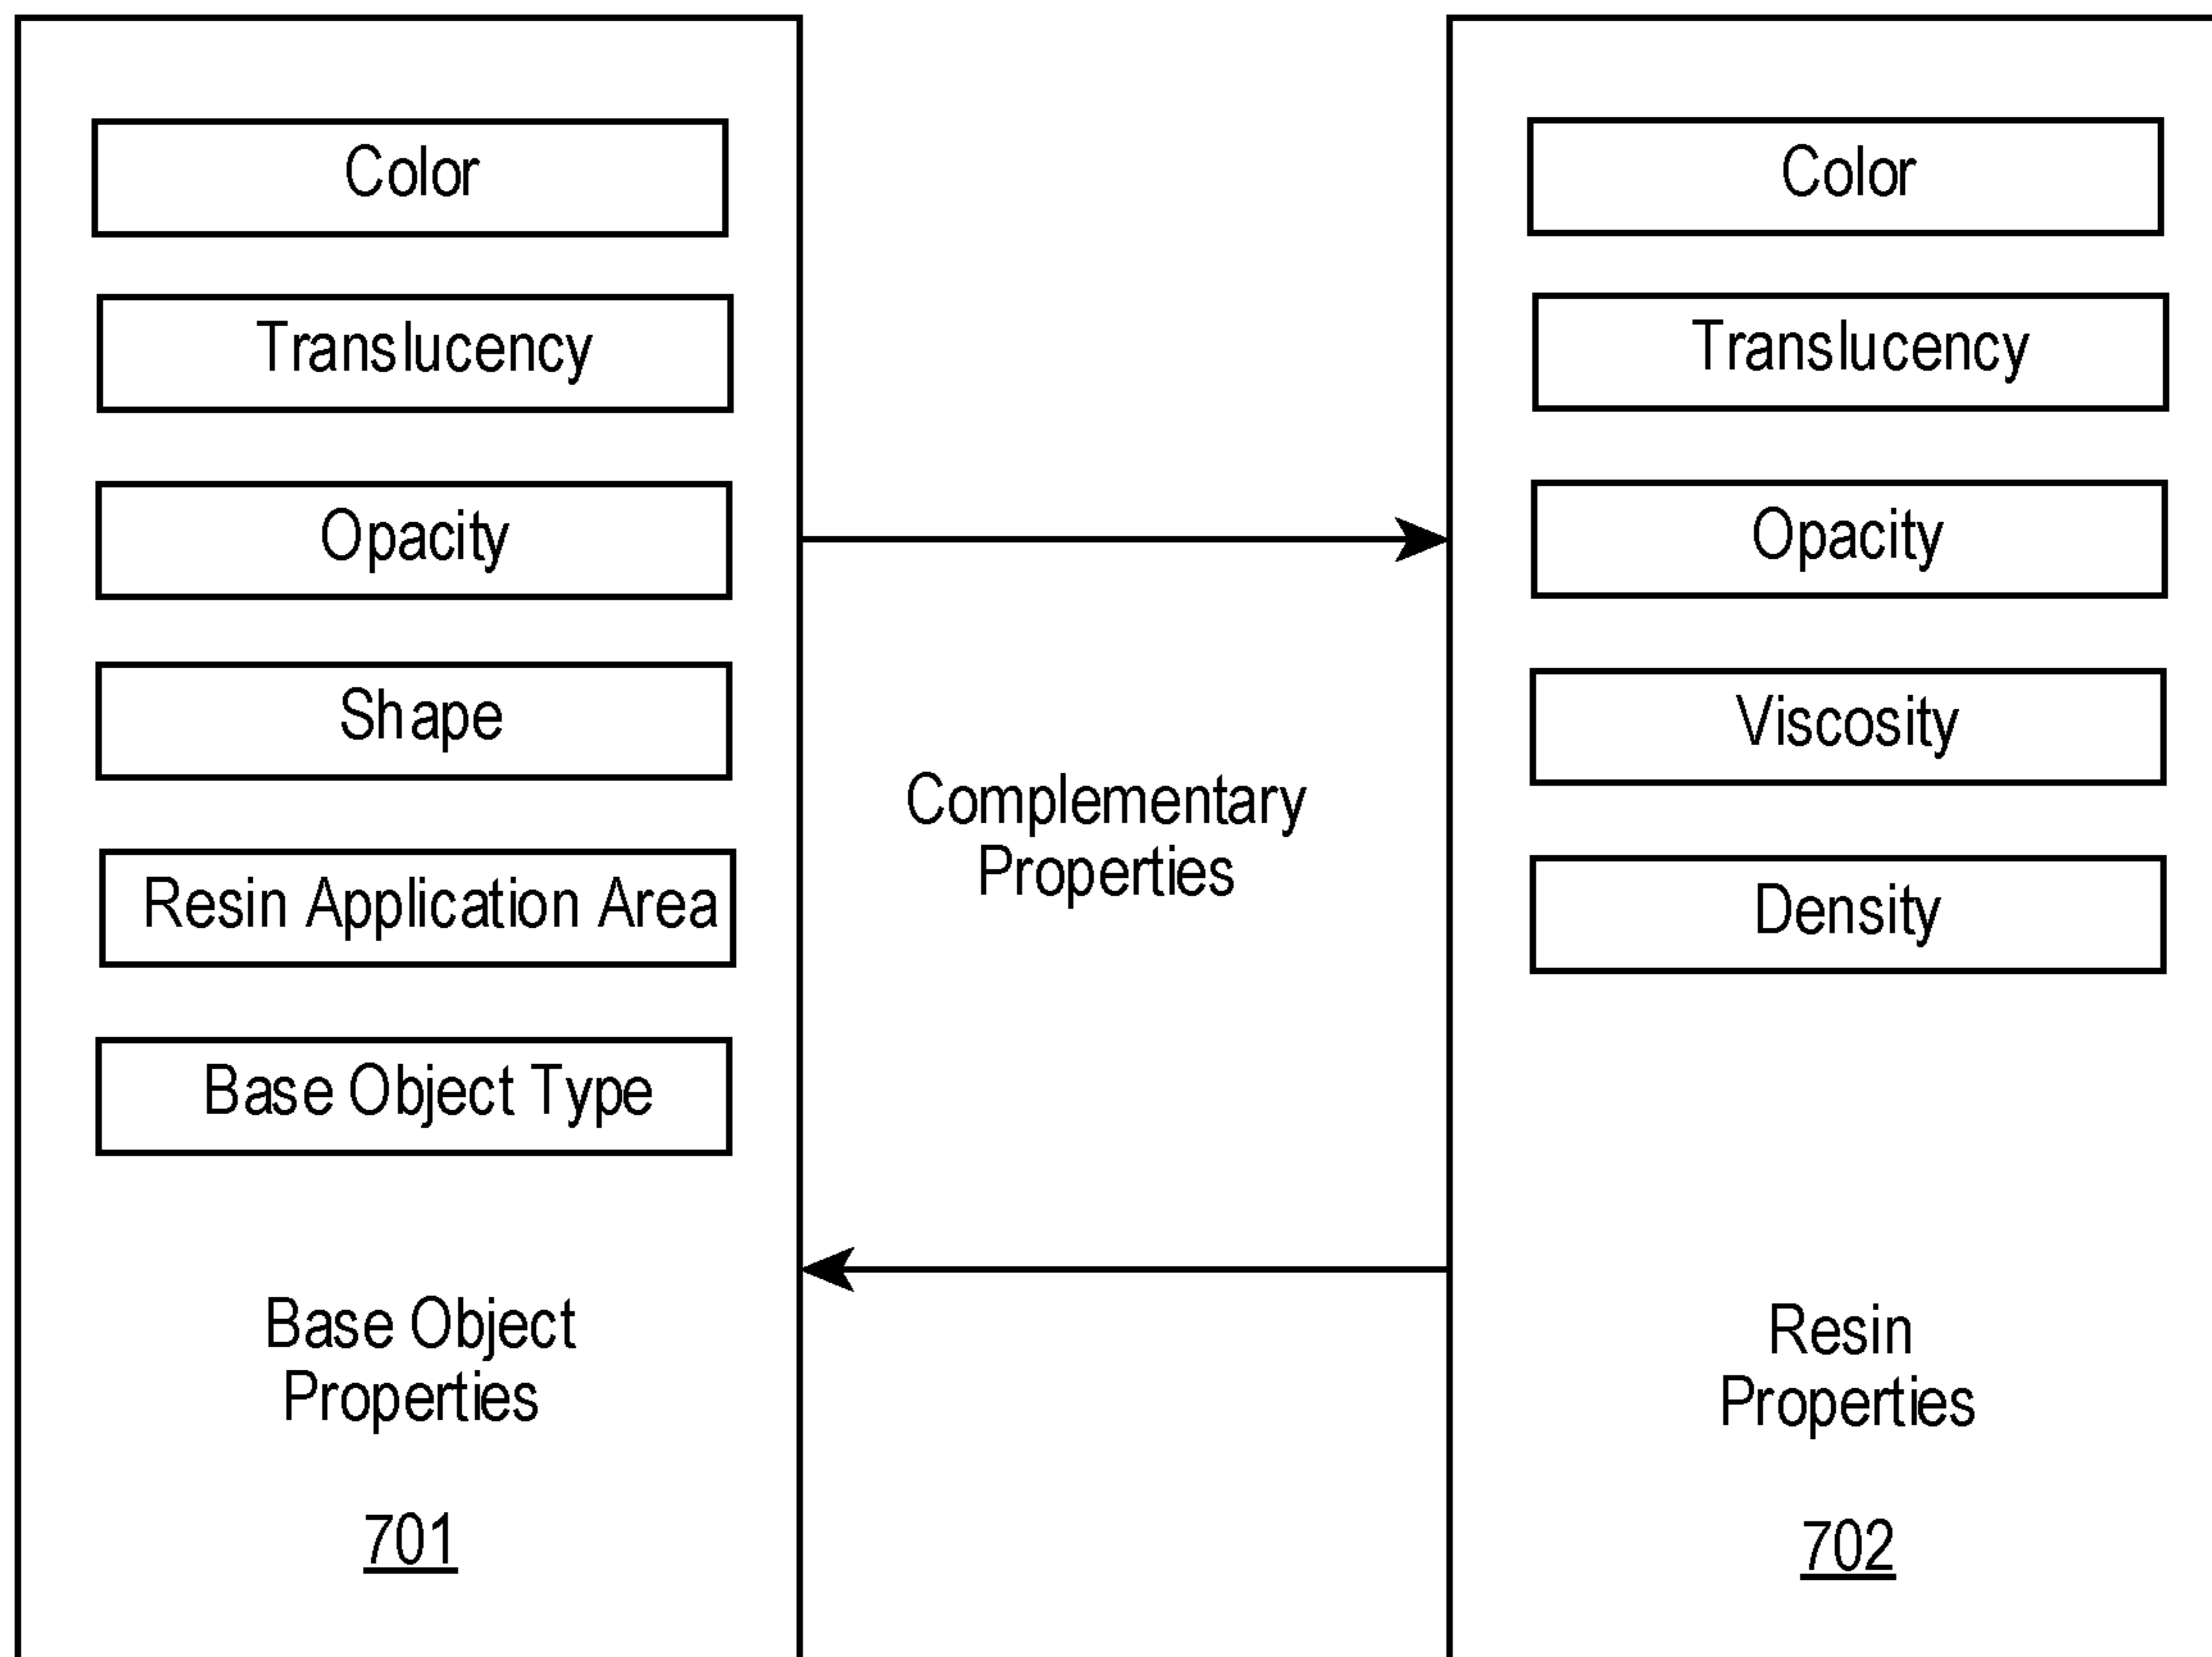 Color
Translucency
Opacity
Shape
Resin Application Area
Base Object Type
Base Object
Properties
701
Complementary
Properties
Color
Translucency
Opacity
Viscosity
Density
Resin
Properties
702